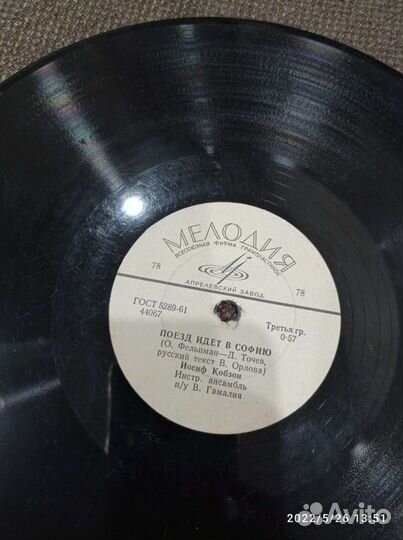 МЕЛОДИЯ
ВСЕСОЮЗНАЯ ФИРМА ГРАМПЛАСТИНОК
78 78
АПРЕЛЕВСКИЙ ЗАВОД
ГОСТ 5289-61
44067
Третья гр.
0-57
ПОЕЗД ИДЕТ В СОФИЮ
(О. Фельцман—Д. Точев,
русский текст В. Орлова)
Иосиф Кобзон
Инстр. ансамбль
п/у В. Гамалия
2022/5/26 13:51
Avito